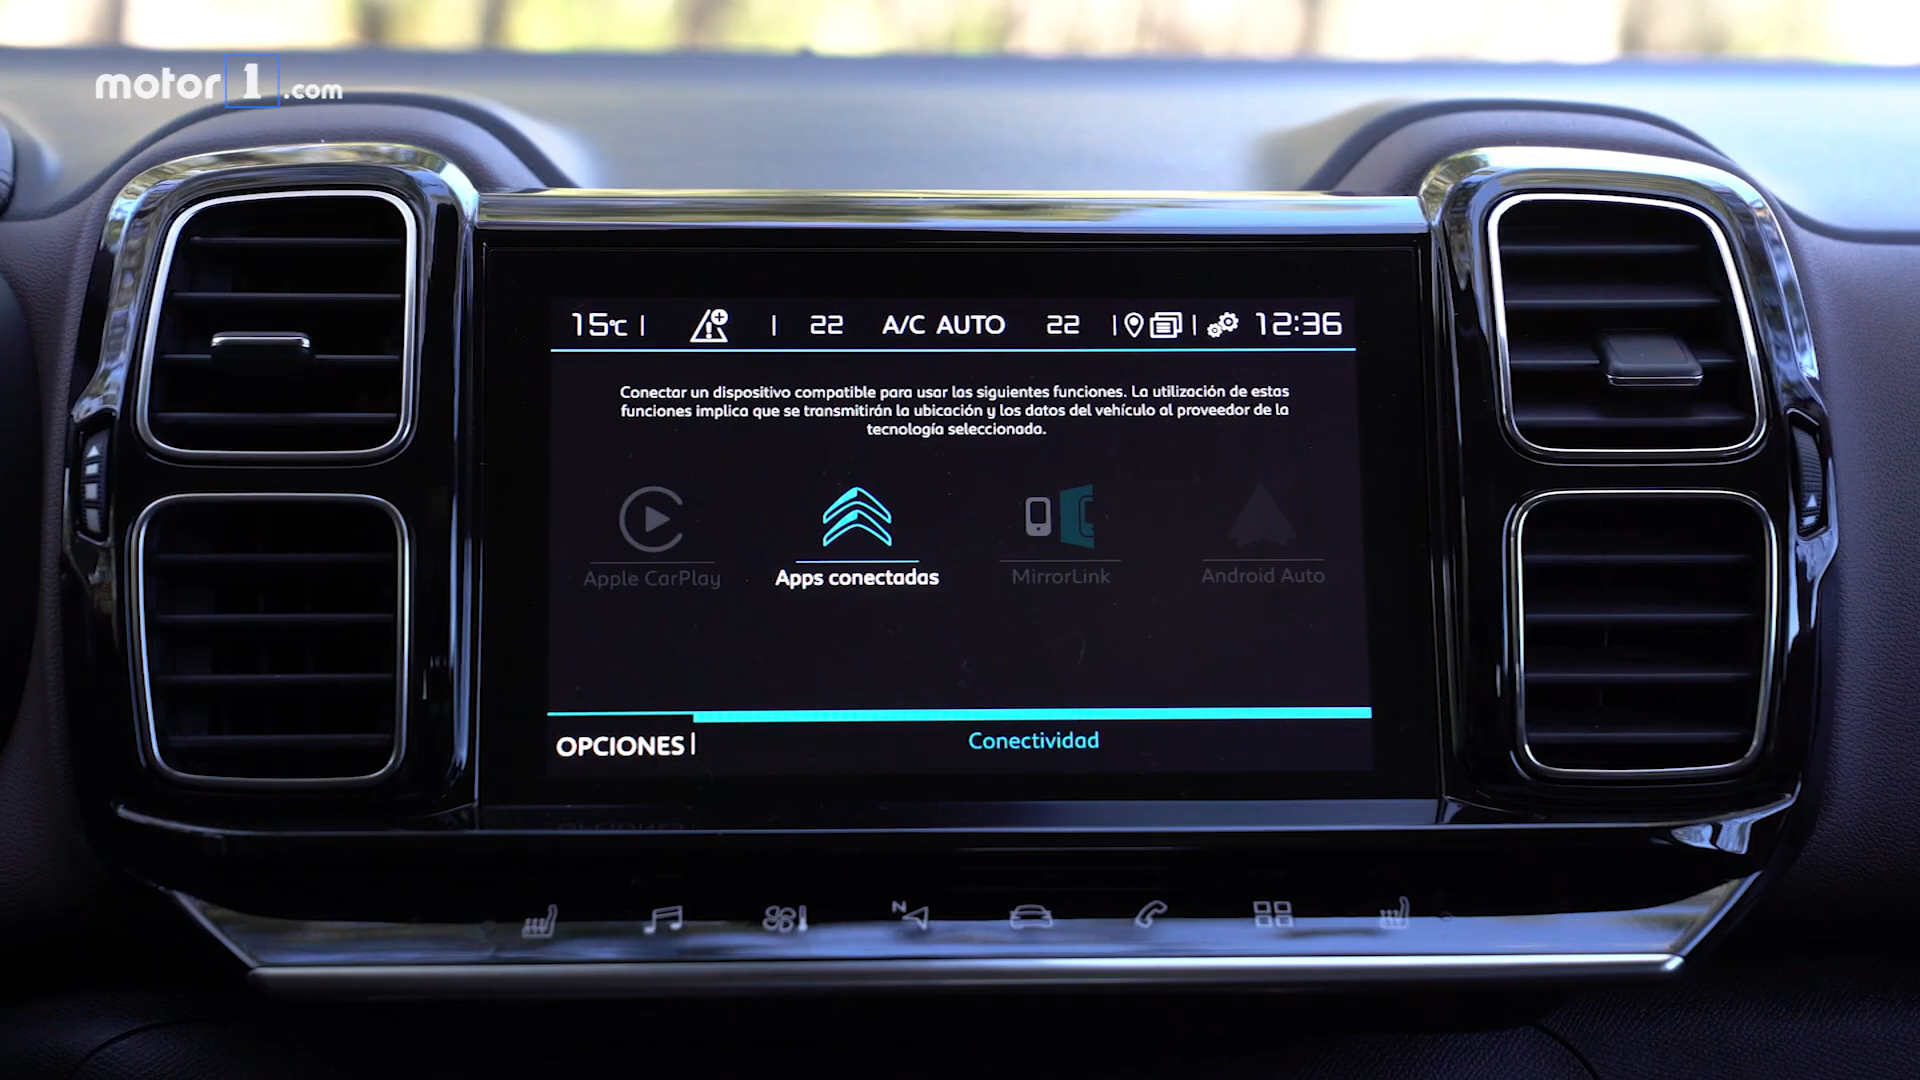 motor1.com
15°C | | 22 A/C AUTO 22 | | 12:36
Conectar un dispositivo compatible para usar las siguientes funciones. La utilización de estas
funciones implica que se transmitirán la ubicación y los datos del vehículo al proveedor de la
tecnología seleccionada.
Apple CarPlay
Apps conectadas
MirrorLink
Android Auto
OPCIONES |
Conectividad
N